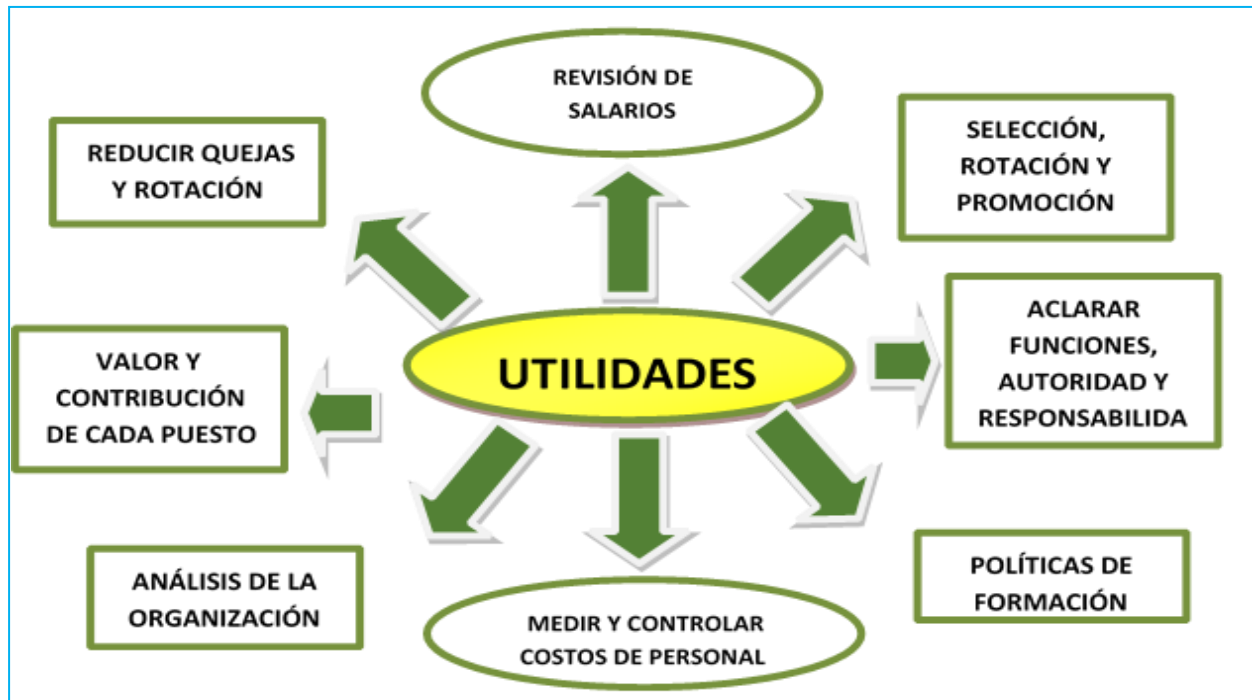 REVISIÓN DE
SALARIOS
REDUCIR QUEJAS
Y ROTACIÓN
SELECCIÓN,
ROTACIÓN Y
PROMOCIÓN
UTILIDADES
VALOR Y
CONTRIBUCIÓN
DE CADA PUESTO
ACLARAR
FUNCIONES,
AUTORIDAD Y
RESPONSABILIDA
ANÁLISIS DE LA
ORGANIZACIÓN
MEDIR Y CONTROLAR
COSTOS DE PERSONAL
POLÍTICAS DE
FORMACIÓN